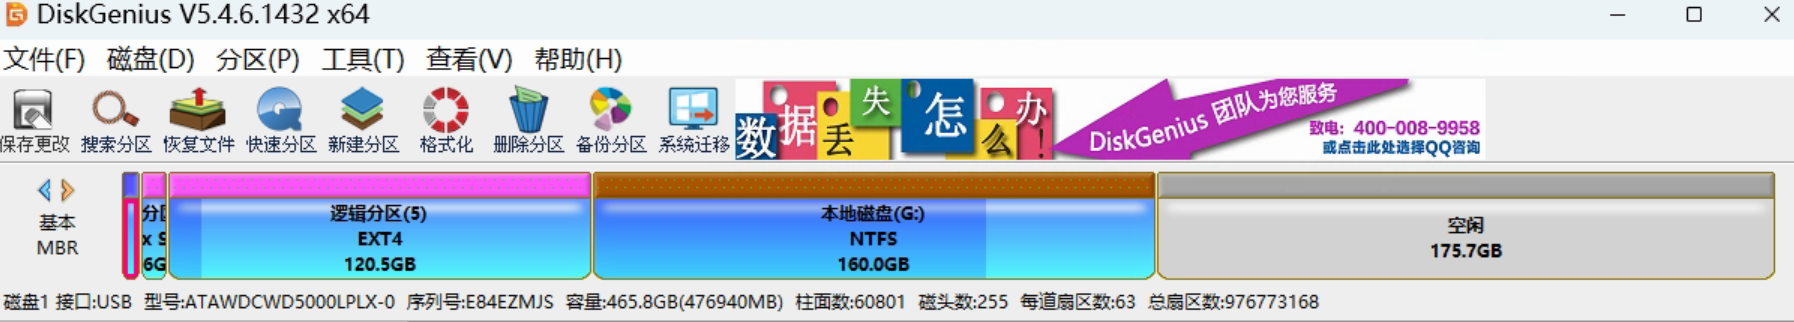 DiskGenius V5.4.6.1432 x64
文件(F) 磁盘(D) 分区(P) 工具(T) 查看(V) 帮助(H)
保存更改 搜索分区 恢复文件 快速分区 新建分区 格式化 删除分区 备份分区 系统迁移
数据丢失怎么办!
DiskGenius 团队为您服务
致电: 400-008-9958
或点击此处选择QQ咨询
基本
MBR
分区
x S
6G
逻辑分区(5)
EXT4
120.5GB
本地磁盘(G:)
NTFS
160.0GB
空闲
175.7GB
磁盘1 接口:USB 型号:ATAWDCWD5000LPLX-0 序列号:E84EZMJS 容量:465.8GB(476940MB) 柱面数:60801 磁头数:255 每道扇区数:63 总扇区数:976773168